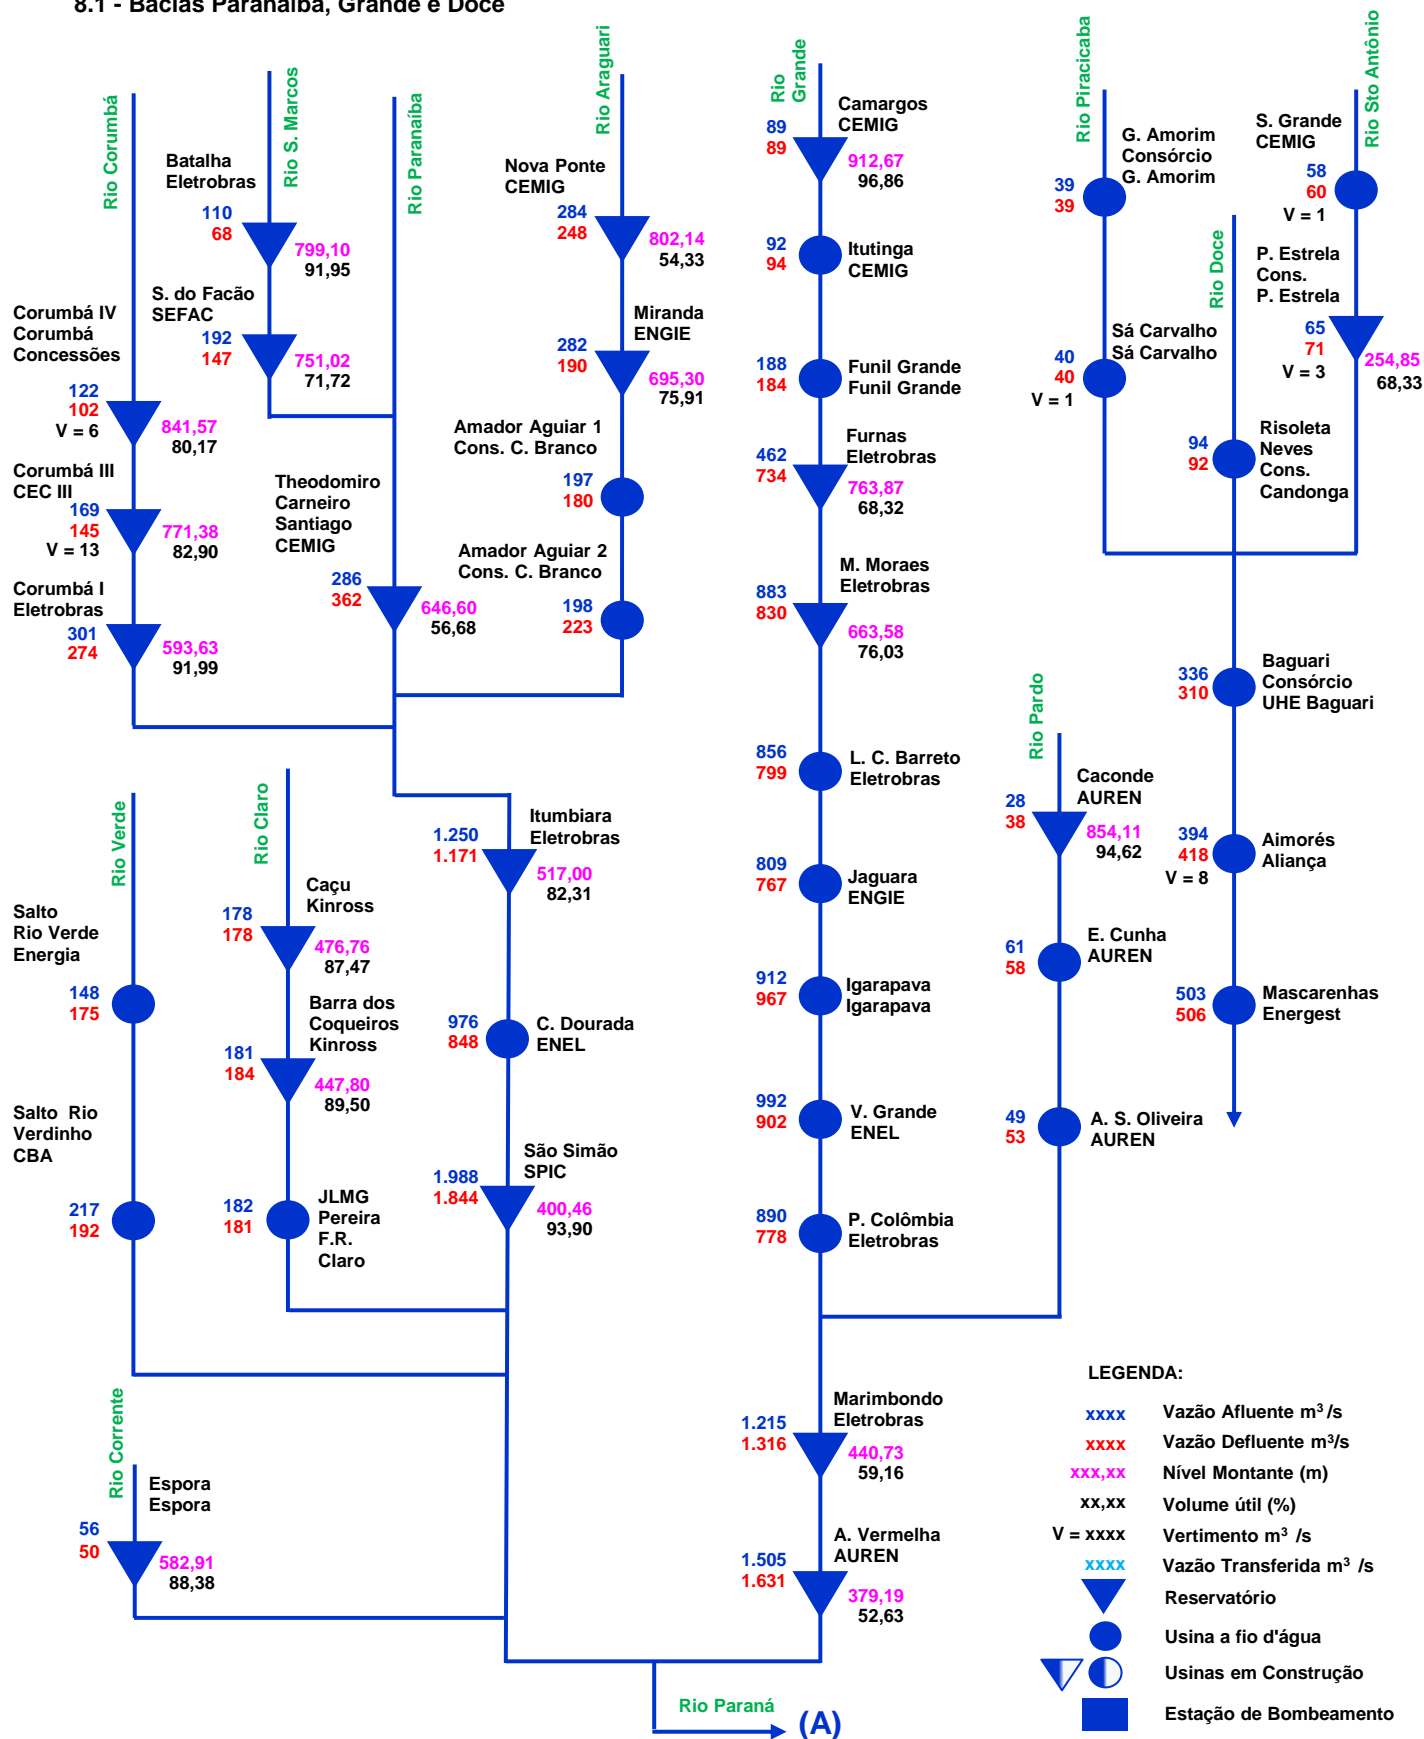 8.1 - Bacias Paranaíba, Grande e Doce
Rio Corumbá
Corumbá IV
Corumbá
Concessões
122
102
V = 6
841,57
80,17
Corumbá III
CEC III
169
145
V = 13
771,38
82,90
Corumbá I
Eletrobras
301
274
593,63
91,99
Rio S. Marcos
Batalha
Eletrobras
110
68
799,10
91,95
S. do Facão
SEFAC
192
147
751,02
71,72
Rio Paranaíba
Theodomiro
Carneiro
Santiago
CEMIG
286
362
646,60
56,68
Rio Araguari
Nova Ponte
CEMIG
284
248
802,14
54,33
Miranda
ENGIE
282
190
695,30
75,91
Amador Aguiar 1
Cons. C. Branco
197
180
Amador Aguiar 2
Cons. C. Branco
198
223
Rio Verde
Salto
Rio Verde
Energia
148
175
Salto Rio
Verdinho
CBA
217
192
Rio Claro
Caçu
Kinross
178
178
476,76
87,47
Barra dos
Coqueiros
Kinross
181
184
447,80
89,50
182
181
JLMG
Pereira
F.R.
Claro
Itumbiara
Eletrobras
1.250
1.171
517,00
82,31
976
848
C. Dourada
ENEL
São Simão
SPIC
1.988
1.844
400,46
93,90
Rio Corrente
Espora
Espora
56
50
582,91
88,38
Rio
Grande
Camargos
CEMIG
89
89
912,67
96,86
92
94
Itutinga
CEMIG
188
184
Funil Grande
Funil Grande
Furnas
Eletrobras
462
734
763,87
68,32
M. Moraes
Eletrobras
883
830
663,58
76,03
856
799
L. C. Barreto
Eletrobras
809
767
Jaguara
ENGIE
912
967
Igarapava
Igarapava
992
902
V. Grande
ENEL
890
778
P. Colômbia
Eletrobras
Marimbondo
Eletrobras
1.215
1.316
440,73
59,16
A. Vermelha
AUREN
1.505
1.631
379,19
52,63
Rio Pardo
Caconde
AUREN
28
38
854,11
94,62
E. Cunha
AUREN
61
58
49
53
A. S. Oliveira
AUREN
Rio Piracicaba
G. Amorim
Consórcio
G. Amorim
39
39
Sá Carvalho
Sá Carvalho
40
40
V = 1
Rio Doce
94
92
Risoleta
Neves
Cons.
Candonga
Rio Sto Antônio
S. Grande
CEMIG
58
60
V = 1
P. Estrela
Cons.
P. Estrela
65
71
V = 3
254,85
68,33
336
310
Baguari
Consórcio
UHE Baguari
394
418
V = 8
Aimorés
Aliança
503
506
Mascarenhas
Energest
Rio Paraná
(A)
LEGENDA:
xxxx Vazão Afluente m³/s
xxxx Vazão Defluente m³/s
xxx,xx Nível Montante (m)
xx,xx Volume útil (%)
V = xxxx Vertimento m³ /s
xxxx Vazão Transferida m³ /s
Reservatório
Usina a fio d'água
Usinas em Construção
Estação de Bombeamento